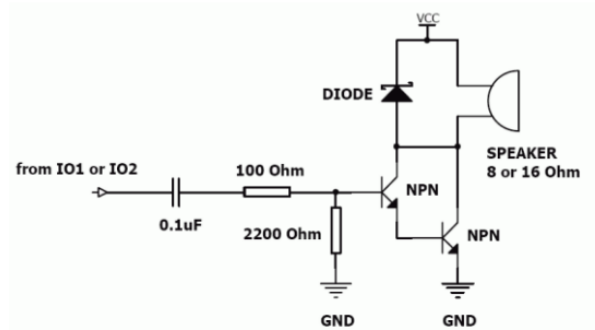 VCC
DIODE
SPEAKER
8 or 16 Ohm
from IO1 or IO2
100 Ohm
NPN
0.1uF
2200 Ohm
NPN
GND
GND